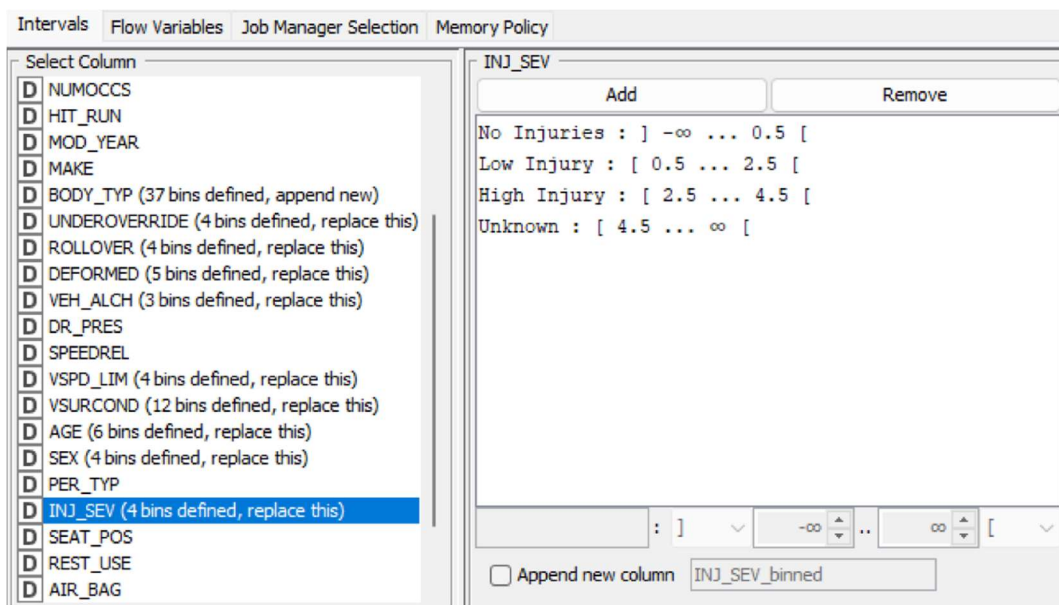 Intervals Flow Variables Job Manager Selection Memory Policy
Select Column
D NUMOCCS
D HIT_RUN
D MOD_YEAR
D MAKE
D BODY_TYP (37 bins defined, append new)
D UNDEROVERRIDE (4 bins defined, replace this)
D ROLLOVER (4 bins defined, replace this)
D DEFORMED (5 bins defined, replace this)
D VEH_ALCH (3 bins defined, replace this)
D DR_PRES
D SPEEDREL
D VSPD_LIM (4 bins defined, replace this)
D VSURCOND (12 bins defined, replace this)
D AGE (6 bins defined, replace this)
D SEX (4 bins defined, replace this)
D PER_TYP
D INJ_SEV (4 bins defined, replace this)
D SEAT_POS
D REST_USE
D AIR_BAG
INJ_SEV
Add Remove
No Injuries : ] -∞ ... 0.5 [
Low Injury : [ 0.5 ... 2.5 [
High Injury : [ 2.5 ... 4.5 [
Unknown : [ 4.5 ... ∞ [
: ] -∞ .. ∞ [
Append new column INJ_SEV_binned